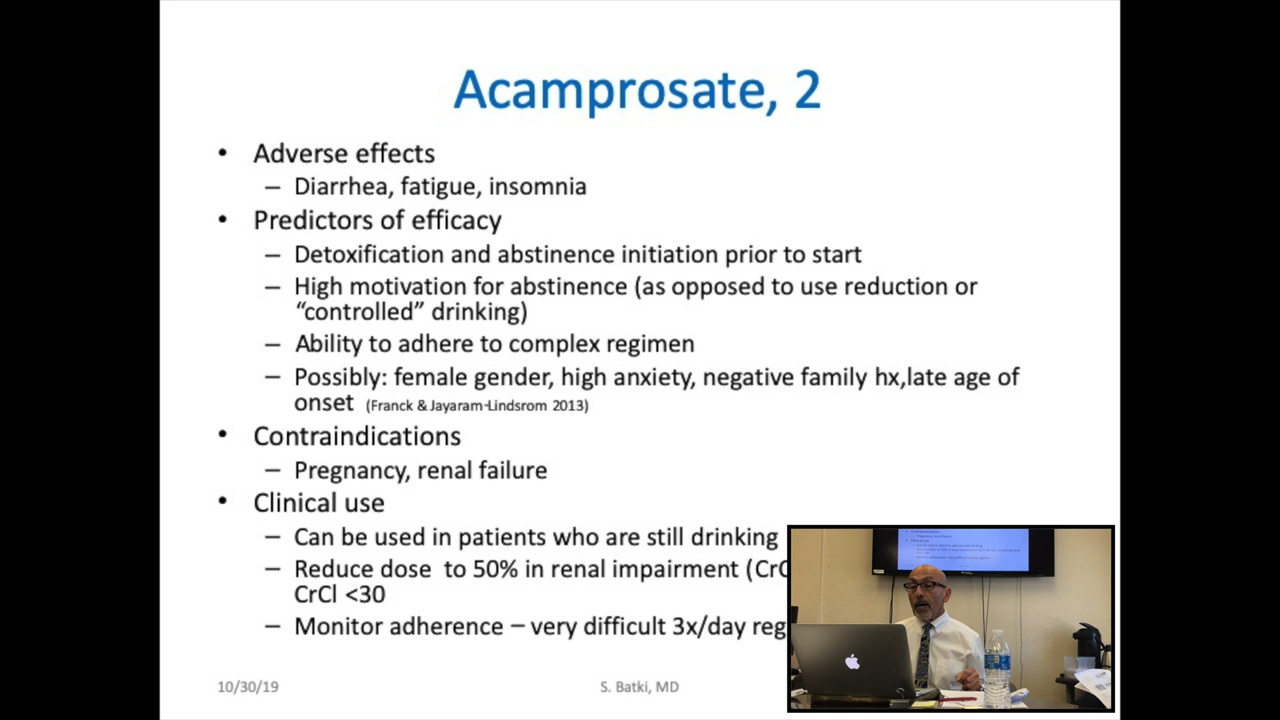 Acamprosate, 2
• Adverse effects
– Diarrhea, fatigue, insomnia
• Predictors of efficacy
– Detoxification and abstinence initiation prior to start
– High motivation for abstinence (as opposed to use reduction or
“controlled” drinking)
– Ability to adhere to complex regimen
– Possibly: female gender, high anxiety, negative family hx,late age of
onset (Franck & Jayaram-Lindsrom 2013)
• Contraindications
– Pregnancy, renal failure
• Clinical use
– Can be used in patients who are still drinking
– Reduce dose to 50% in renal impairment (CrC
CrCl <30
– Monitor adherence – very difficult 3x/day reg
10/30/19
S. Batki, MD